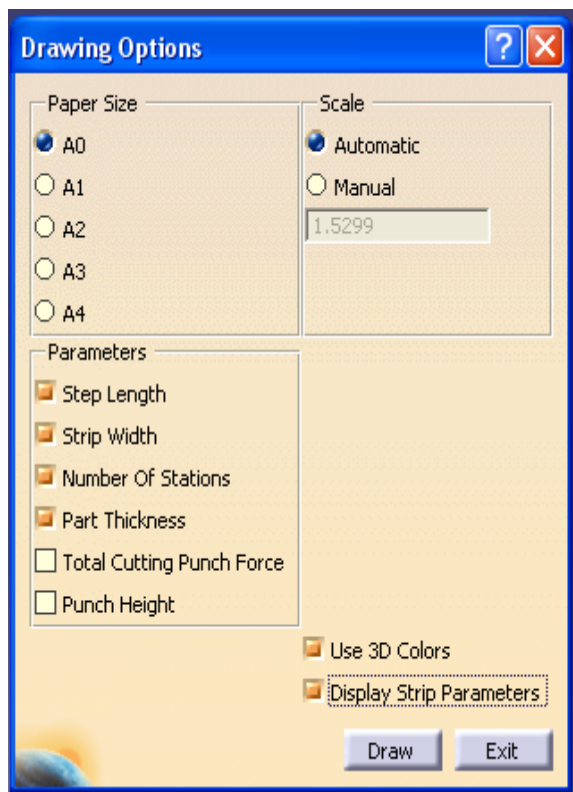 Drawing Options
?
Paper Size
A0
A1
A2
A3
A4
Scale
Automatic
Manual
1.5299
Parameters
Step Length
Strip Width
Number Of Stations
Part Thickness
Total Cutting Punch Force
Punch Height
Use 3D Colors
Display Strip Parameters
Draw
Exit